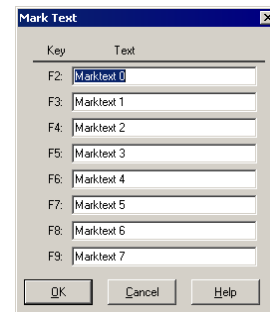 Mark Text
Key Text
F2: Marktext 0
F3: Marktext 1
F4: Marktext 2
F5: Marktext 3
F6: Marktext 4
F7: Marktext 5
F8: Marktext 6
F9: Marktext 7
OK Cancel Help